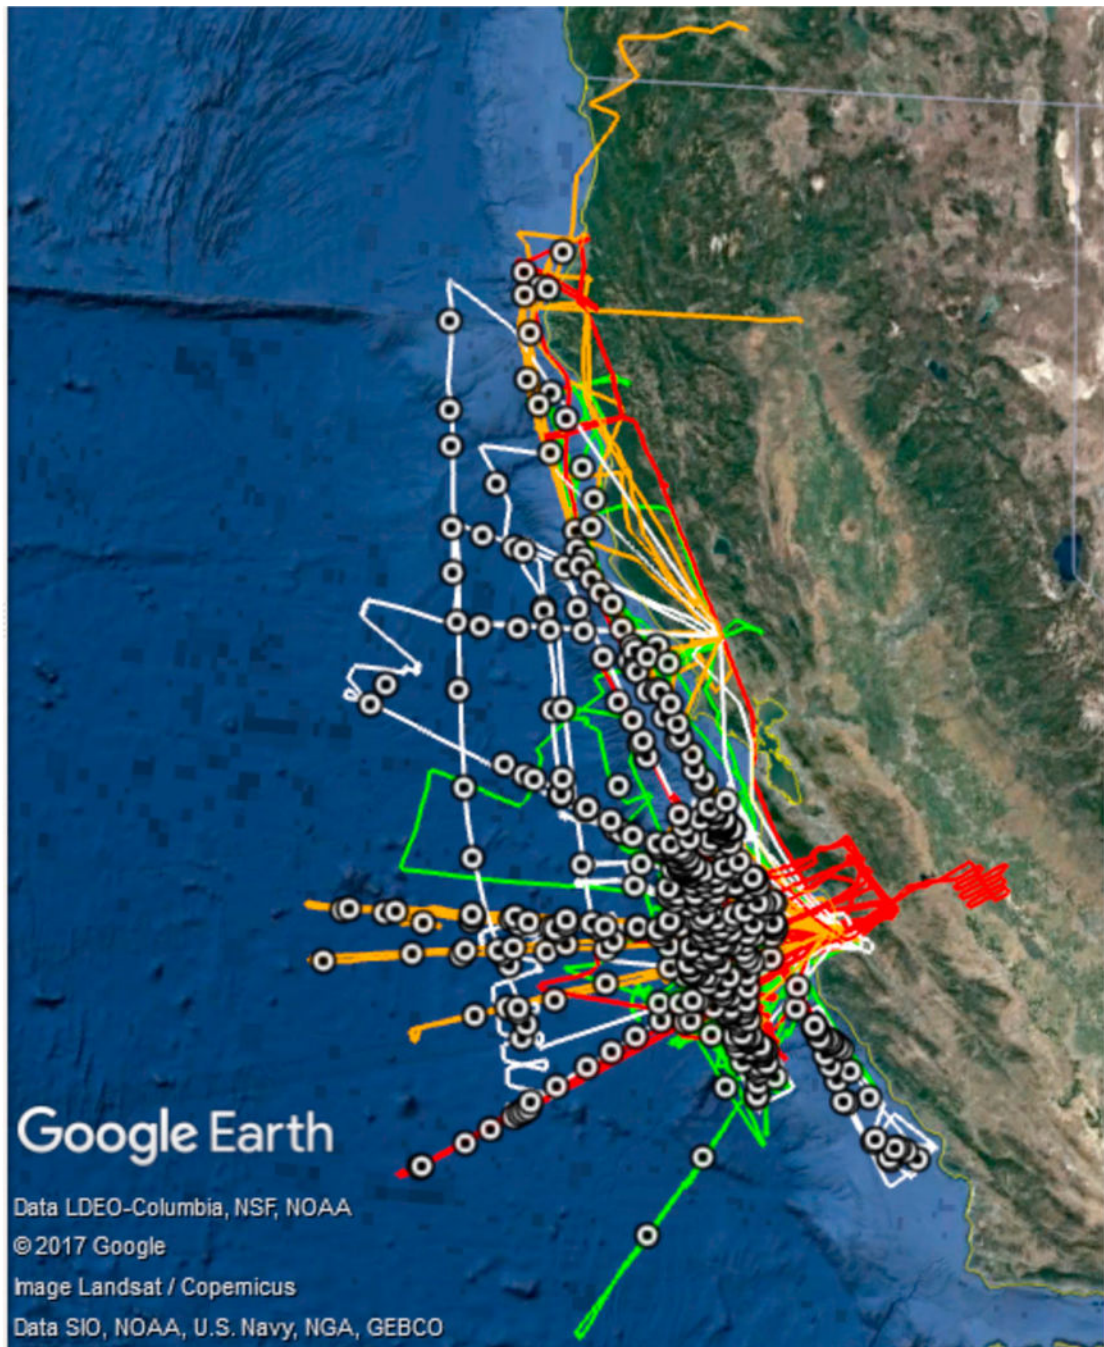 Google Earth
Data LDEO-Columbia, NSF, NOAA
© 2017 Google
Image Landsat / Copernicus
Data SIO, NOAA, U.S. Navy, NGA, GEBCO